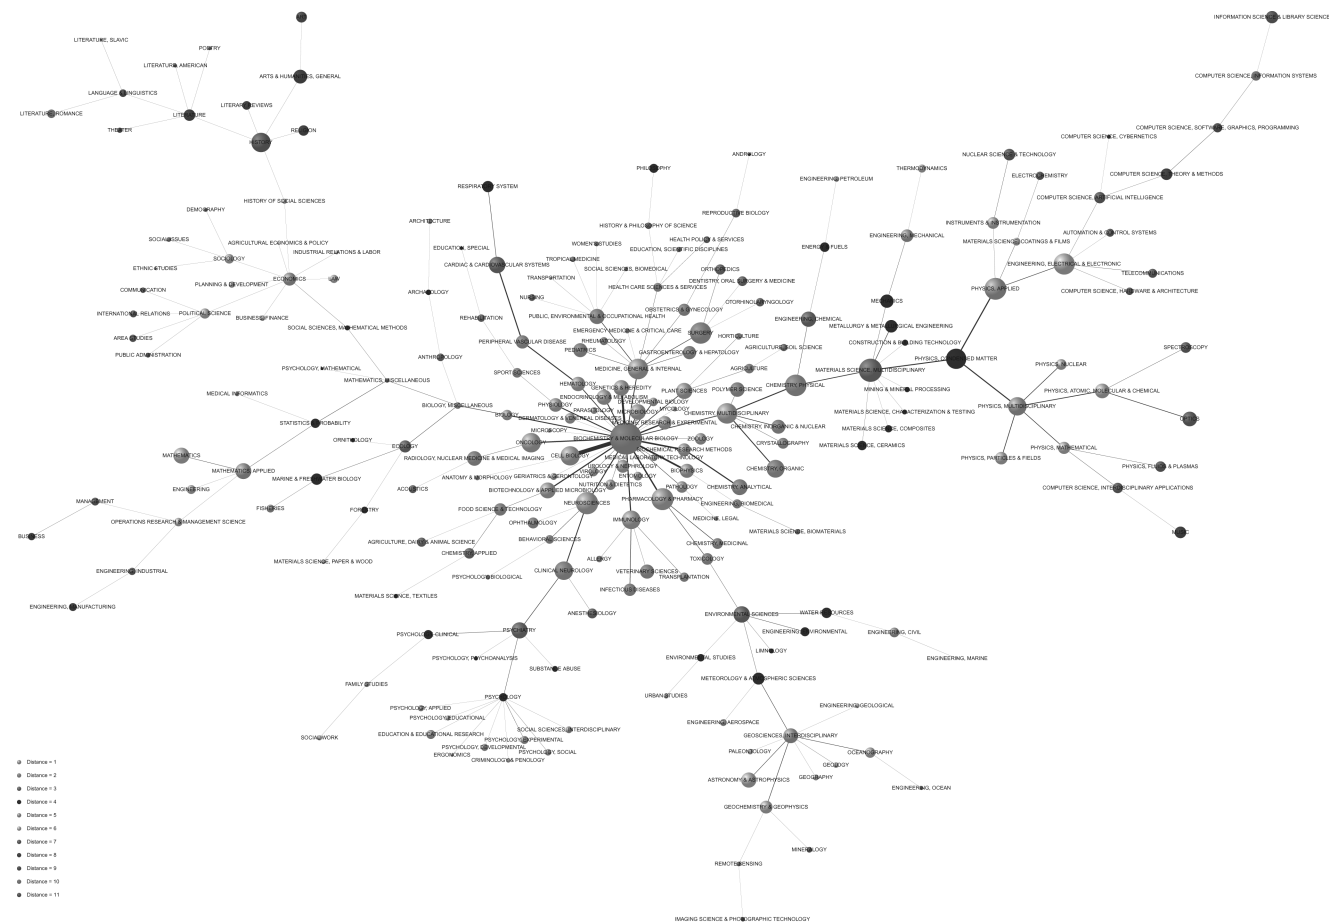 ART
INFORMATION SCIENCE & LIBRARY SCIENCE
LITERATURE, SLAVIC
POETRY
LITERATURE, AMERICAN
ARTS & HUMANITIES, GENERAL
COMPUTER SCIENCE, INFORMATION SYSTEMS
LANGUAGE & LINGUISTICS
LITERARY REVIEWS
LITERATURE, ROMANCE
LITERATURE
THEATER
RELIGION
COMPUTER SCIENCE, SOFTWARE, GRAPHICS, PROGRAMMING
COMPUTER SCIENCE, CYBERNETICS
HISTORY
ANDROLOGY
NUCLEAR SCIENCE & TECHNOLOGY
PHILOSOPHY
THERMODYNAMICS
ELECTROCHEMISTRY
COMPUTER SCIENCE, THEORY & METHODS
ENGINEERING, PETROLEUM
RESPIRATORY SYSTEM
COMPUTER SCIENCE, ARTIFICIAL INTELLIGENCE
HISTORY OF SOCIAL SCIENCES
DEMOGRAPHY
REPRODUCTIVE BIOLOGY
ARCHITECTURE
HISTORY & PHILOSOPHY OF SCIENCE
INSTRUMENTS & INSTRUMENTATION
AUTOMATION & CONTROL SYSTEMS
SOCIAL ISSUES
AGRICULTURAL ECONOMICS & POLICY
HEALTH POLICY & SERVICES
ENGINEERING, MECHANICAL
MATERIALS SCIENCE, COATINGS & FILMS
EDUCATION, SPECIAL
WOMEN'S STUDIES
EDUCATION, SCIENTIFIC DISCIPLINES
ENERGY & FUELS
INDUSTRIAL RELATIONS & LABOR
SOCIOLOGY
TROPICAL MEDICINE
CARDIAC & CARDIOVASCULAR SYSTEMS
ENGINEERING, ELECTRICAL & ELECTRONIC
ETHNIC STUDIES
SOCIAL SCIENCES, BIOMEDICAL
ORTHOPEDICS
TELECOMMUNICATIONS
ECONOMICS
LAW
TRANSPORTATION
DENTISTRY, ORAL SURGERY & MEDICINE
PLANNING & DEVELOPMENT
HEALTH CARE SCIENCES & SERVICES
PHYSICS, APPLIED
COMMUNICATION
ARCHAEOLOGY
COMPUTER SCIENCE, HARDWARE & ARCHITECTURE
NURSING
OTORHINOLARYNGOLOGY
MECHANICS
INTERNATIONAL RELATIONS
POLITICAL SCIENCE
OBSTETRICS & GYNECOLOGY
BUSINESS, FINANCE
REHABILITATION
PUBLIC, ENVIRONMENTAL & OCCUPATIONAL HEALTH
ENGINEERING, CHEMICAL
METALLURGY & METALLURGICAL ENGINEERING
SOCIAL SCIENCES, MATHEMATICAL METHODS
EMERGENCY MEDICINE & CRITICAL CARE
SURGERY
HORTICULTURE
AREA STUDIES
PERIPHERAL VASCULAR DISEASE
RHEUMATOLOGY
CONSTRUCTION & BUILDING TECHNOLOGY
AGRICULTURE, SOIL SCIENCE
SPECTROSCOPY
PEDIATRICS
GASTROENTEROLOGY & HEPATOLOGY
PUBLIC ADMINISTRATION
ANTHROPOLOGY
PHYSICS, CONDENSED MATTER
PHYSICS, NUCLEAR
PSYCHOLOGY, MATHEMATICAL
SPORT SCIENCES
MEDICINE, GENERAL & INTERNAL
AGRICULTURE
MATERIALS SCIENCE, MULTIDISCIPLINARY
MATHEMATICS, MISCELLANEOUS
HEMATOLOGY
GENETICS & HEREDITY
CHEMISTRY, PHYSICAL
MEDICAL INFORMATICS
PLANT SCIENCES
POLYMER SCIENCE
MINING & MINERAL PROCESSING
PHYSICS, ATOMIC, MOLECULAR & CHEMICAL
ENDOCRINOLOGY & METABOLISM
DEVELOPMENTAL BIOLOGY
BIOLOGY, MISCELLANEOUS
PHYSIOLOGY
MYCOLOGY
PHYSICS, MULTIDISCIPLINARY
PARASITOLOGY
MICROBIOLOGY
MATERIALS SCIENCE, CHARACTERIZATION & TESTING
BIOLOGY
DERMATOLOGY & VENEREAL DISEASES
CHEMISTRY, MULTIDISCIPLINARY
OPTICS
STATISTICS & PROBABILITY
MEDICINE, RESEARCH & EXPERIMENTAL
MICROSCOPY
CHEMISTRY, INORGANIC & NUCLEAR
MATERIALS SCIENCE, COMPOSITES
ORNITHOLOGY
BIOCHEMISTRY & MOLECULAR BIOLOGY
ZOOLOGY
ONCOLOGY
CRYSTALLOGRAPHY
MATERIALS SCIENCE, CERAMICS
ECOLOGY
BIOCHEMICAL RESEARCH METHODS
PHYSICS, MATHEMATICAL
MATHEMATICS
RADIOLOGY, NUCLEAR MEDICINE & MEDICAL IMAGING
CELL BIOLOGY
MEDICAL LABORATORY TECHNOLOGY
PHYSICS, PARTICLES & FIELDS
UROLOGY & NEPHROLOGY
PHYSICS, FLUIDS & PLASMAS
MATHEMATICS, APPLIED
VIROLOGY
BIOPHYSICS
CHEMISTRY, ORGANIC
GERIATRICS & GERONTOLOGY
ENTOMOLOGY
MARINE & FRESHWATER BIOLOGY
ANATOMY & MORPHOLOGY
NUTRITION & DIETETICS
PATHOLOGY
CHEMISTRY, ANALYTICAL
COMPUTER SCIENCE, INTERDISCIPLINARY APPLICATIONS
ENGINEERING
ACOUSTICS
BIOTECHNOLOGY & APPLIED MICROBIOLOGY
MANAGEMENT
NEUROSCIENCES
PHARMACOLOGY & PHARMACY
ENGINEERING, BIOMEDICAL
FISHERIES
FORESTRY
FOOD SCIENCE & TECHNOLOGY
OPERATIONS RESEARCH & MANAGEMENT SCIENCE
OPHTHALMOLOGY
IMMUNOLOGY
MEDICINE, LEGAL
MATERIALS SCIENCE, BIOMATERIALS
MUSIC
BUSINESS
BEHAVIORAL SCIENCES
AGRICULTURE, DAIRY & ANIMAL SCIENCE
CHEMISTRY, MEDICINAL
CHEMISTRY, APPLIED
ALLERGY
TOXICOLOGY
MATERIALS SCIENCE, PAPER & WOOD
ENGINEERING, INDUSTRIAL
CLINICAL NEUROLOGY
VETERINARY SCIENCES
PSYCHOLOGY, BIOLOGICAL
TRANSPLANTATION
INFECTIOUS DISEASES
MATERIALS SCIENCE, TEXTILES
ENGINEERING, MANUFACTURING
ANESTHESIOLOGY
ENVIRONMENTAL SCIENCES
WATER RESOURCES
PSYCHIATRY
PSYCHOLOGY, CLINICAL
ENGINEERING, ENVIRONMENTAL
ENGINEERING, CIVIL
LIMNOLOGY
PSYCHOLOGY, PSYCHOANALYSIS
ENVIRONMENTAL STUDIES
ENGINEERING, MARINE
SUBSTANCE ABUSE
METEOROLOGY & ATMOSPHERIC SCIENCES
FAMILY STUDIES
PSYCHOLOGY
URBAN STUDIES
ENGINEERING, GEOLOGICAL
PSYCHOLOGY, APPLIED
PSYCHOLOGY, EDUCATIONAL
ENGINEERING, AEROSPACE
SOCIAL SCIENCES, INTERDISCIPLINARY
EDUCATION & EDUCATIONAL RESEARCH
GEOSCIENCES, INTERDISCIPLINARY
SOCIAL WORK
PSYCHOLOGY, EXPERIMENTAL
PSYCHOLOGY, DEVELOPMENTAL
PALEONTOLOGY
PSYCHOLOGY, SOCIAL
OCEANOGRAPHY
ERGONOMICS
CRIMINOLOGY & PENOLOGY
Distance = 1
GEOLOGY
Distance = 2
GEOGRAPHY
ASTRONOMY & ASTROPHYSICS
Distance = 3
ENGINEERING, OCEAN
Distance = 4
GEOCHEMISTRY & GEOPHYSICS
Distance = 5
Distance = 6
Distance = 7
MINERALOGY
Distance = 8
REMOTE SENSING
Distance = 9
Distance = 10
Distance = 11
IMAGING SCIENCE & PHOTOGRAPHIC TECHNOLOGY